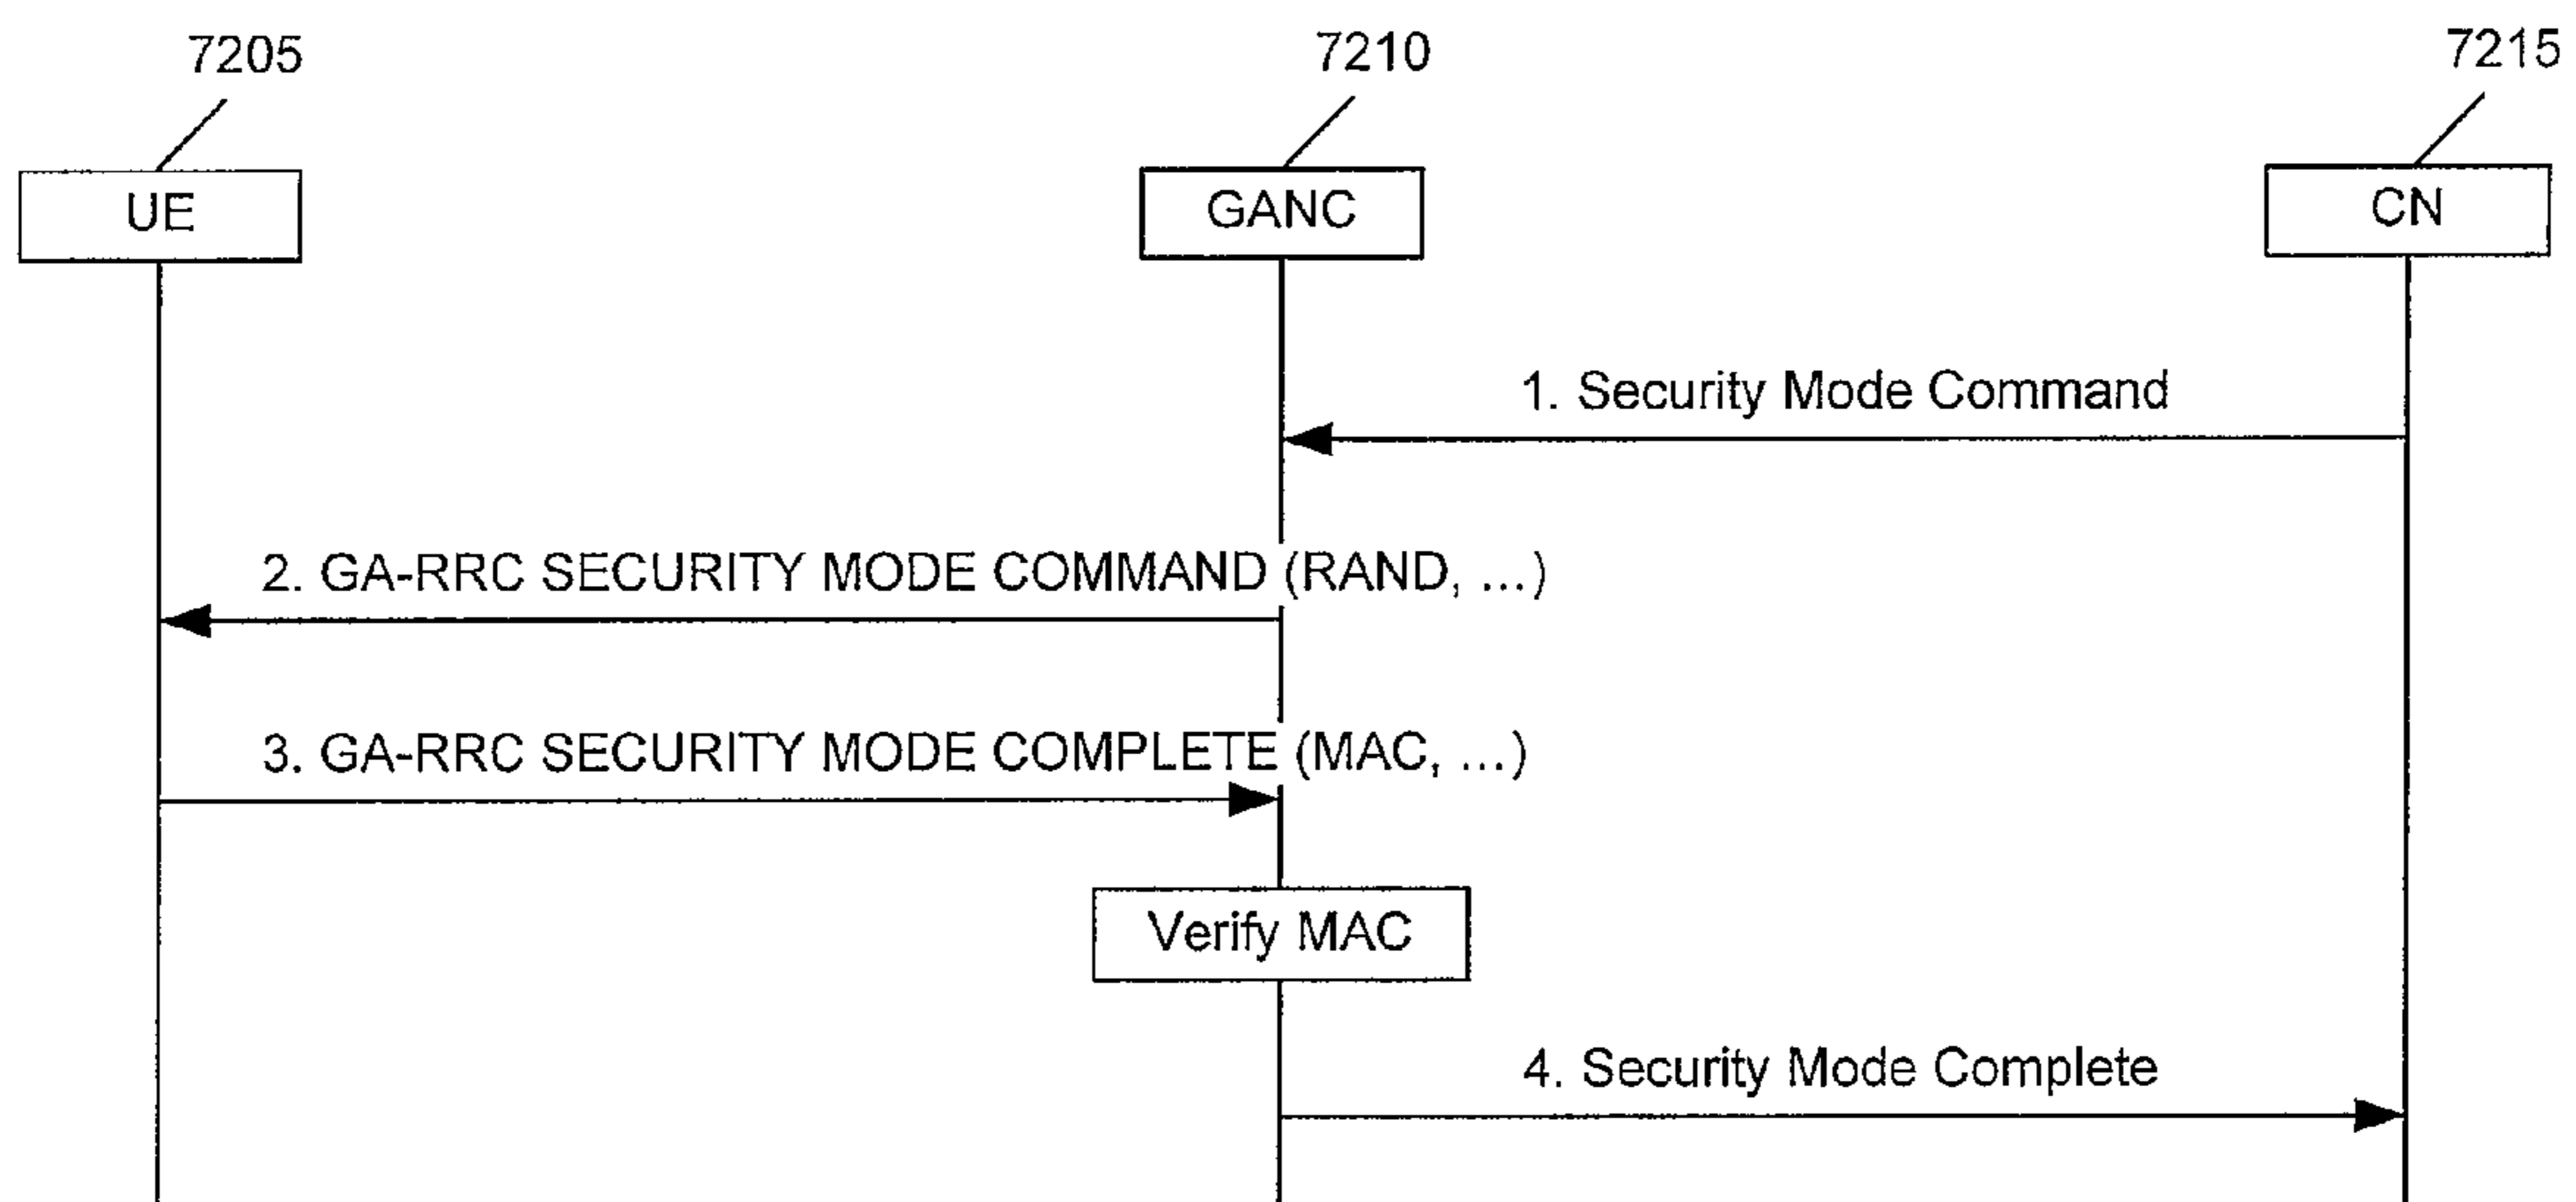 7205
7210
7215
UE
GANC
CN
1. Security Mode Command
2. GA-RRC SECURITY MODE COMMAND (RAND, ...)
3. GA-RRC SECURITY MODE COMPLETE (MAC, ...)
Verify MAC
4. Security Mode Complete